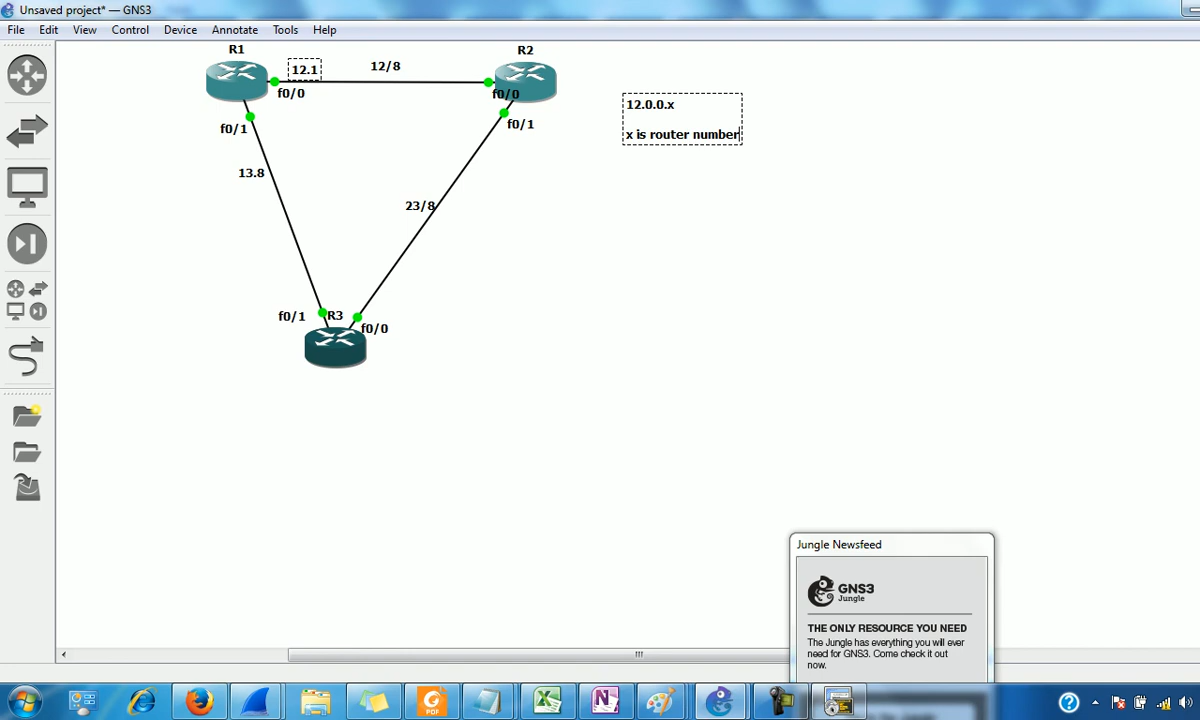 Unsaved project* — GNS3
File Edit View Control Device Annotate Tools Help
R1
R2
12.1
12/8
f0/0
f0/0
12.0.0.x
x is router number
f0/1
f0/1
13.8
23/8
f0/1
R3
f0/0
Jungle Newsfeed
GNS3
Jungle
THE ONLY RESOURCE YOU NEED
The Jungle has everything you will ever
need for GNS3. Come check it out
now.
PDF